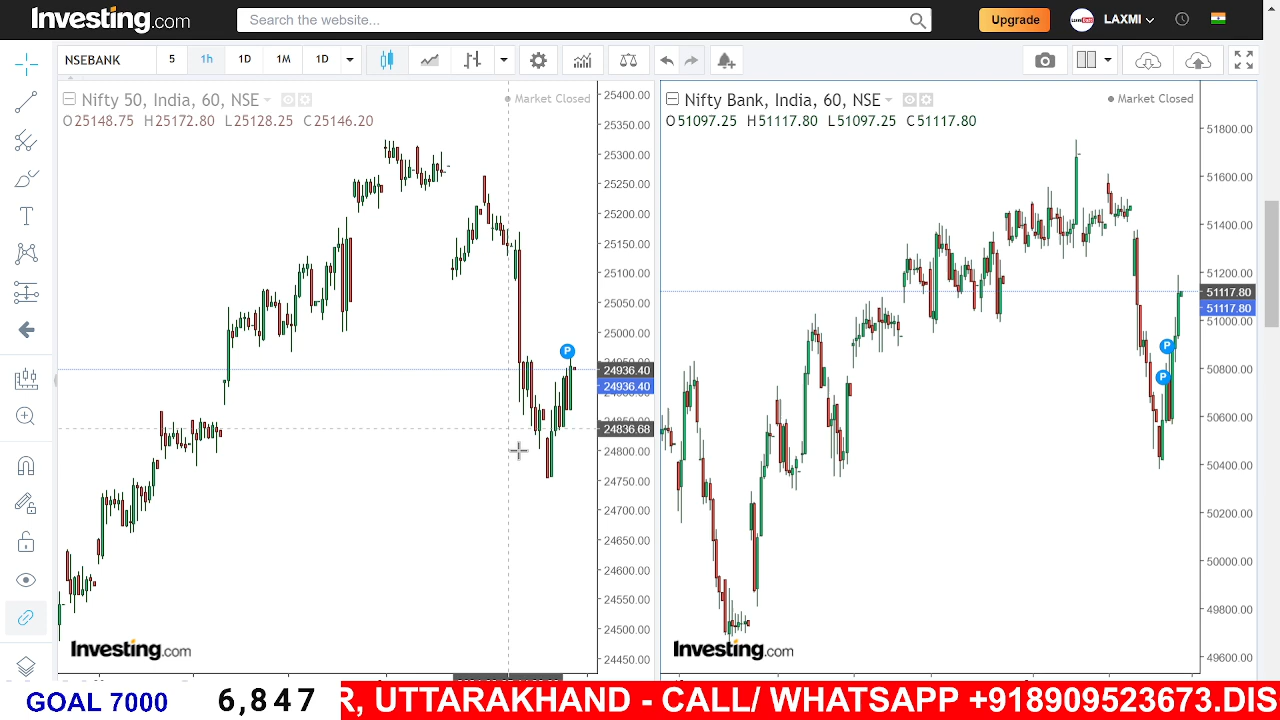 Investing.com
Search the website...
Upgrade
LAXMI
NSEBANK
5
1h
1D
1M
1D
Nifty 50, India, 60, NSE
Market Closed
O25148.75 H25172.80 L25128.25 C25146.20
25400.00
25350.00
25300.00
25250.00
25200.00
25150.00
25100.00
25050.00
25000.00
24936.40
24936.40
24836.68
24800.00
24750.00
24700.00
24650.00
24600.00
24550.00
24500.00
24450.00
P
Investing.com
Nifty Bank, India, 60, NSE
Market Closed
O51097.25 H51117.80 L51097.25 C51117.80
51800.00
51600.00
51400.00
51200.00
51117.80
51117.80
51000.00
50800.00
50600.00
50400.00
50200.00
50000.00
49800.00
49600.00
P
P
Investing.com
GOAL 7000
6,847
R, UTTARAKHAND - CALL/ WHATSAPP +918909523673.DIS